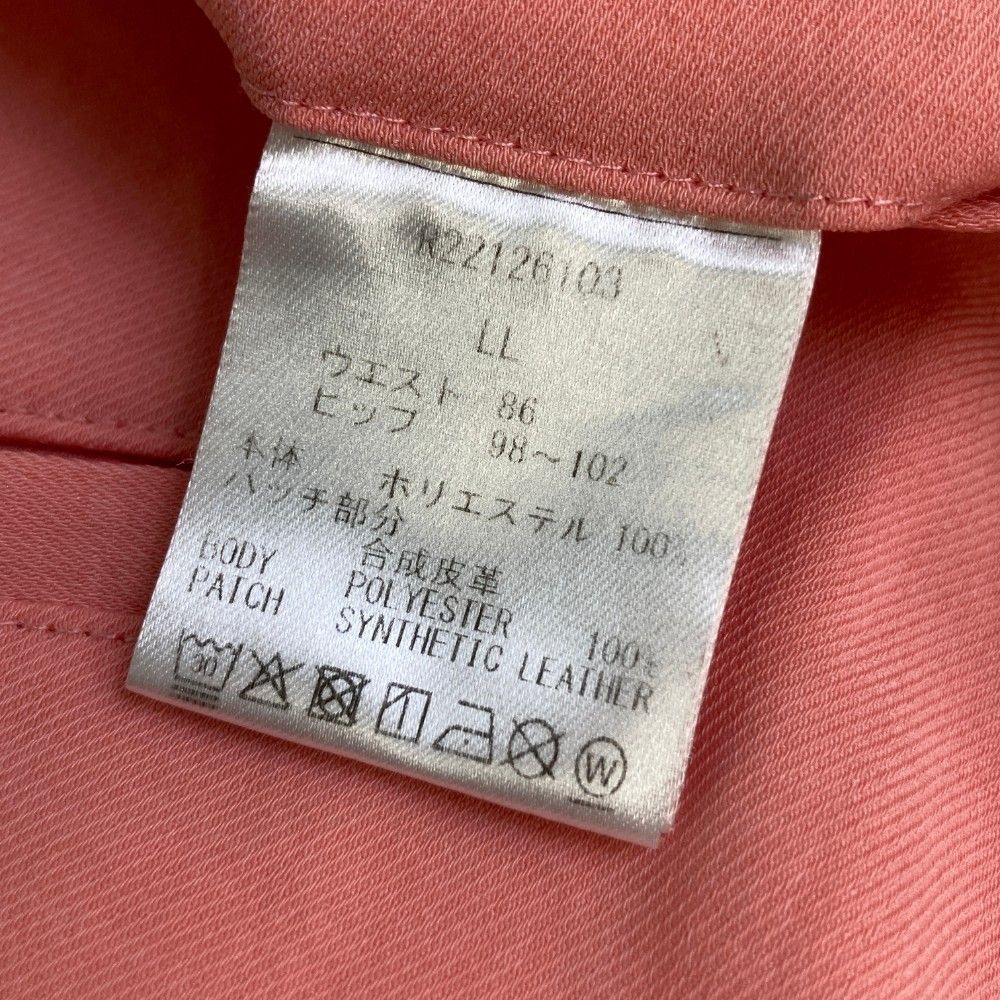 R22126103
LL
ウエスト 86
ヒップ 98～102
本体 ポリエステル 100%
パッチ部分 合成皮革
BODY POLYESTER 100%
PATCH SYNTHETIC LEATHER
30
W